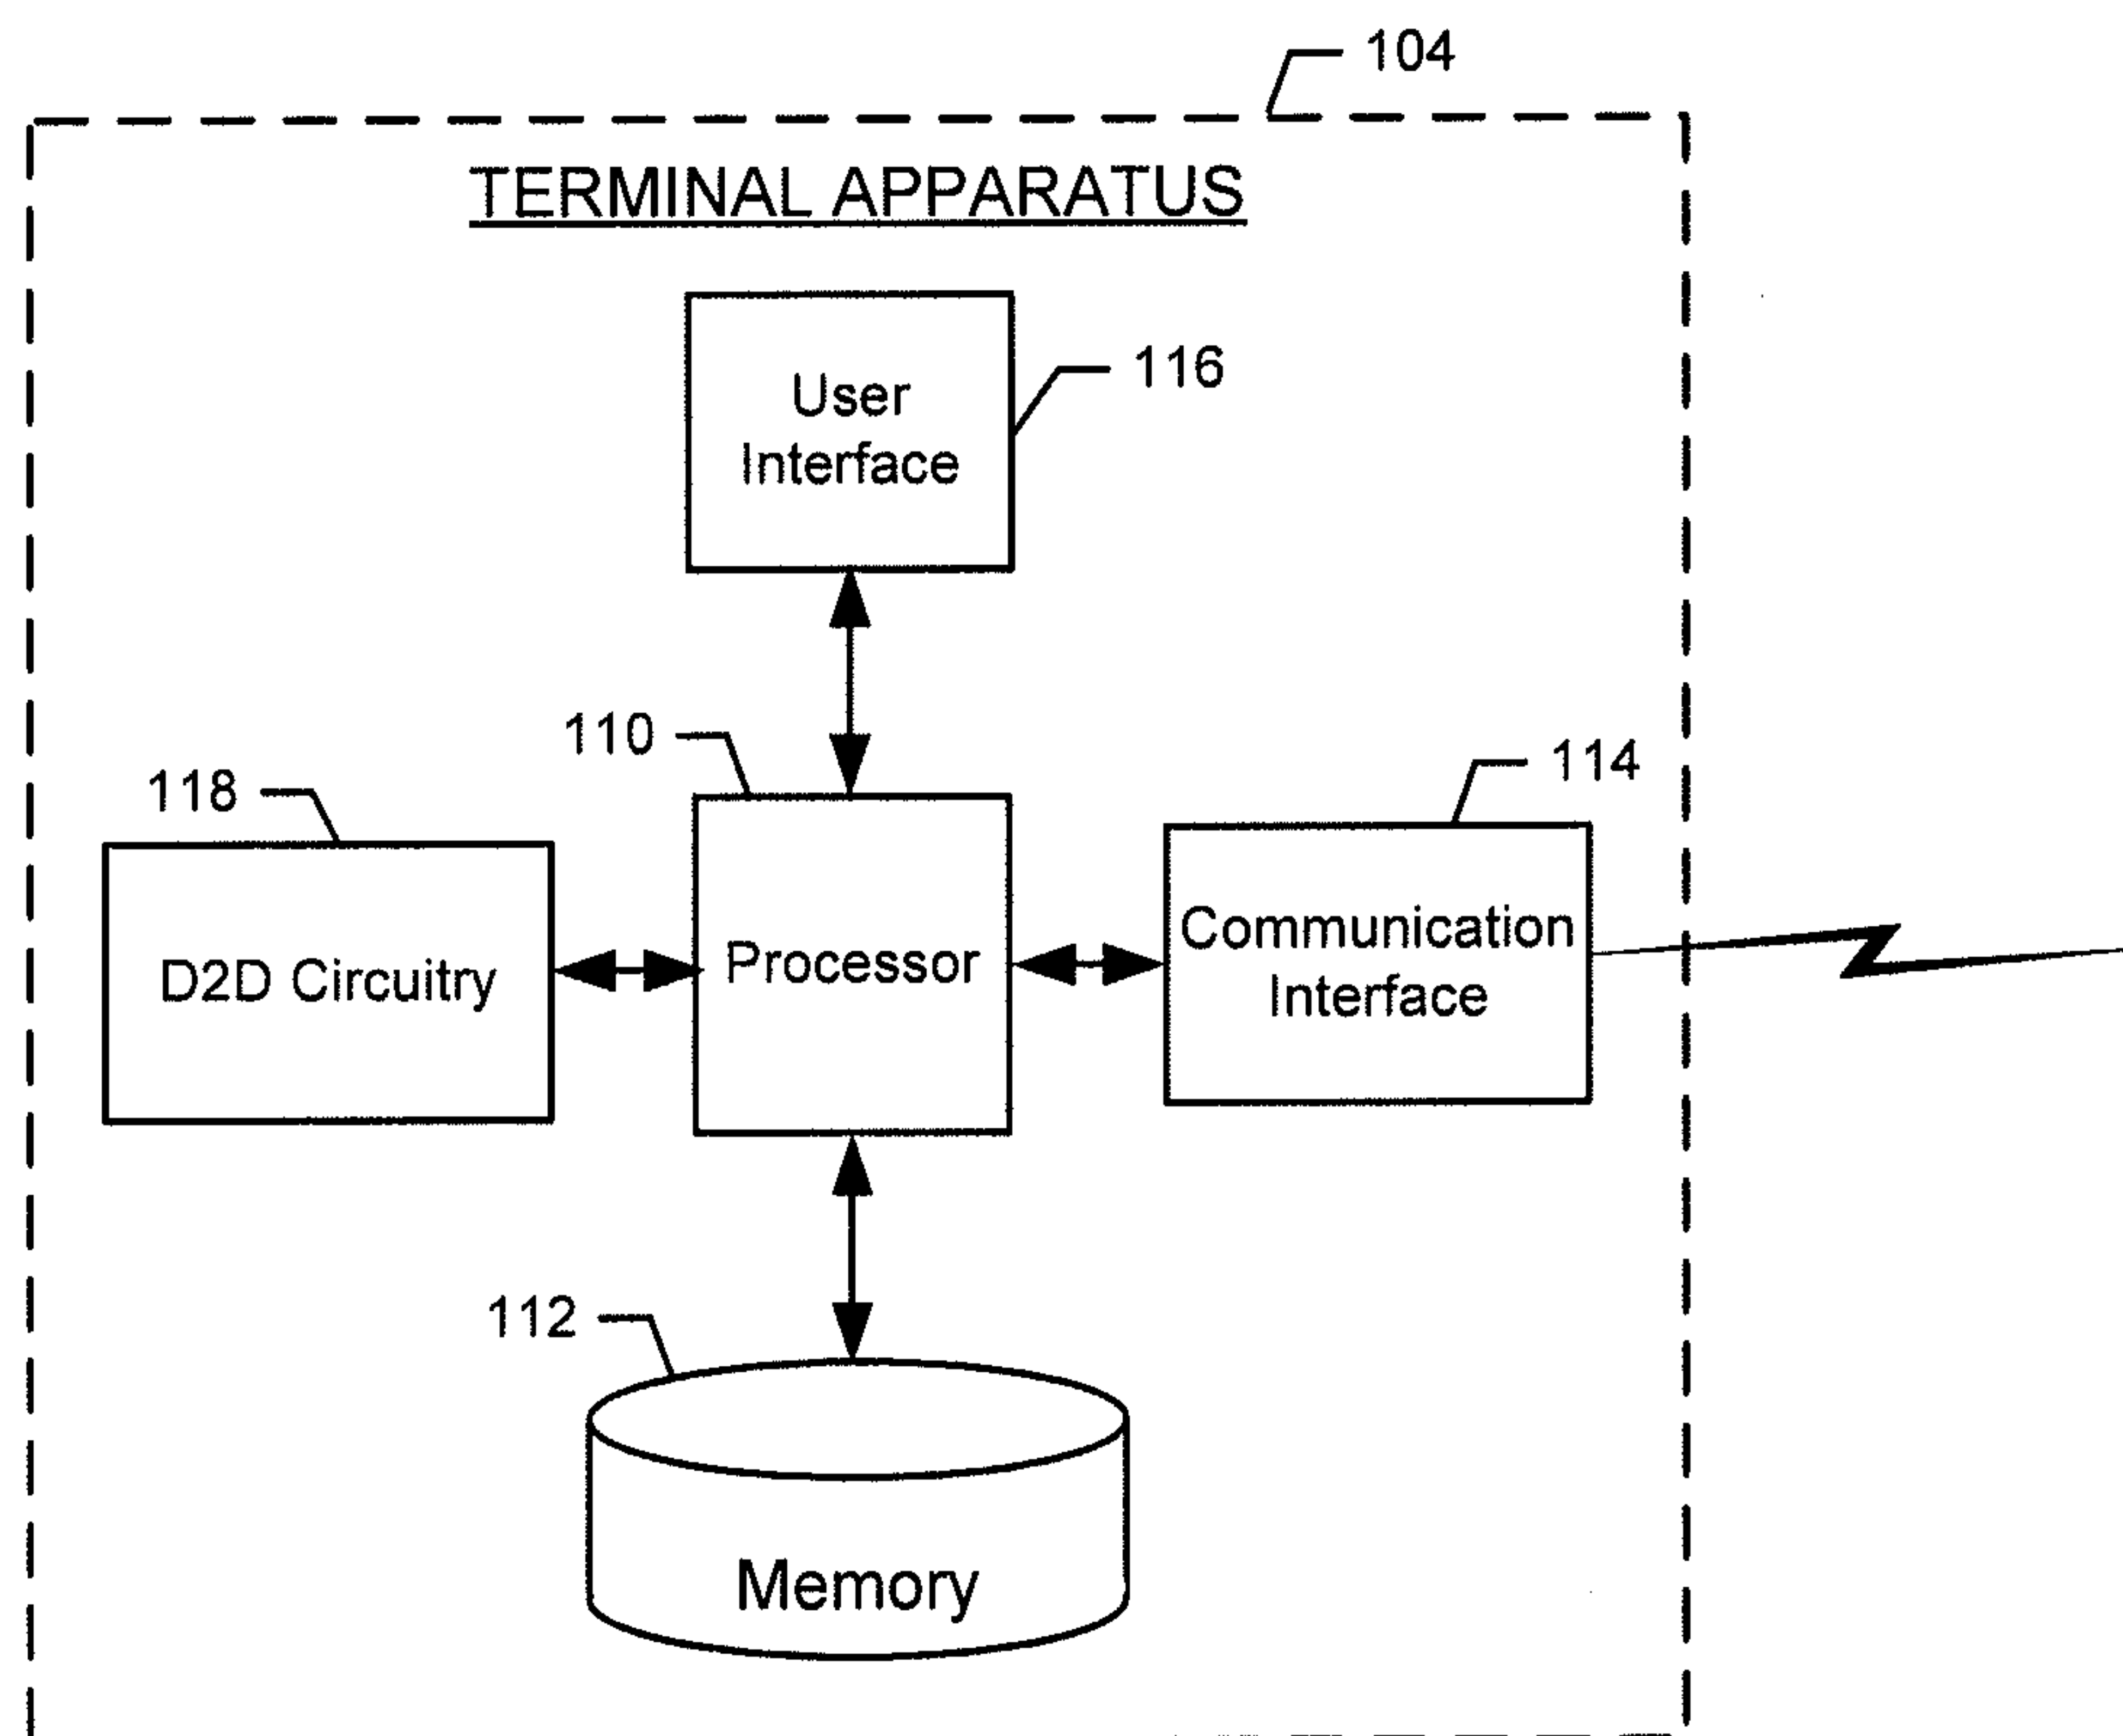 104
TERMINAL APPARATUS
User
Interface
116
110
114
118
Processor
Communication
Interface
D2D Circuitry
112
Memory